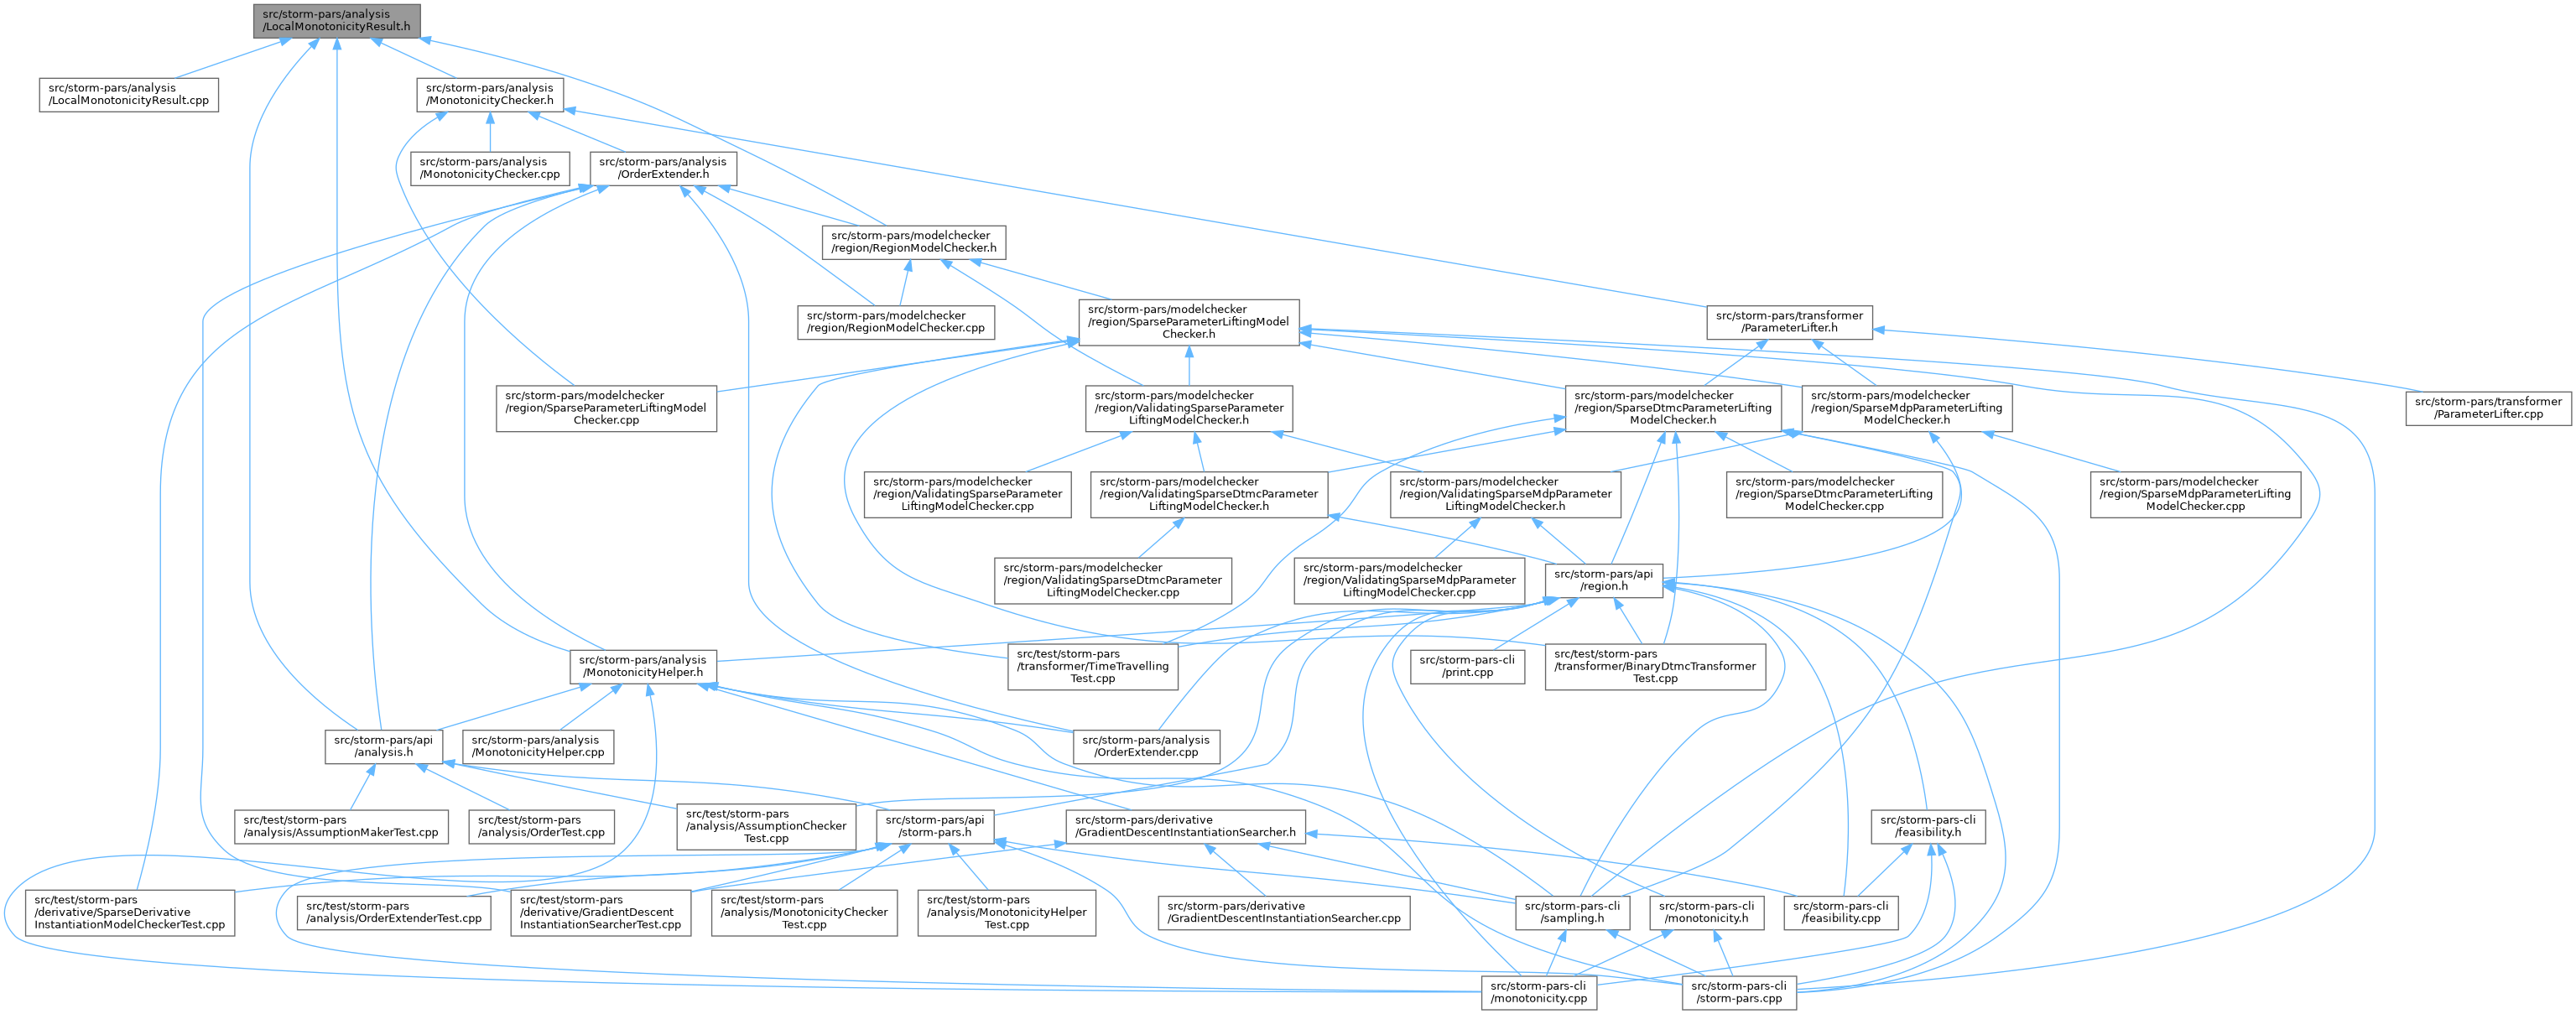 src/storm-pars/analysis
/LocalMonotonicityResult.h
src/storm-pars/analysis
/LocalMonotonicityResult.cpp
src/storm-pars/analysis
/MonotonicityChecker.h
src/storm-pars/analysis
/MonotonicityChecker.cpp
src/storm-pars/analysis
/OrderExtender.h
src/storm-pars/modelchecker
/region/RegionModelChecker.h
src/storm-pars/modelchecker
/region/RegionModelChecker.cpp
src/storm-pars/modelchecker
/region/SparseParameterLiftingModel
Checker.h
src/storm-pars/transformer
/ParameterLifter.h
src/storm-pars/modelchecker
/region/SparseParameterLiftingModel
Checker.cpp
src/storm-pars/modelchecker
/region/ValidatingSparseParameter
LiftingModelChecker.h
src/storm-pars/modelchecker
/region/SparseDtmcParameterLifting
ModelChecker.h
src/storm-pars/modelchecker
/region/SparseMdpParameterLifting
ModelChecker.h
src/storm-pars/transformer
/ParameterLifter.cpp
src/storm-pars/modelchecker
/region/ValidatingSparseParameter
LiftingModelChecker.cpp
src/storm-pars/modelchecker
/region/ValidatingSparseDtmcParameter
LiftingModelChecker.h
src/storm-pars/modelchecker
/region/ValidatingSparseMdpParameter
LiftingModelChecker.h
src/storm-pars/modelchecker
/region/SparseDtmcParameterLifting
ModelChecker.cpp
src/storm-pars/modelchecker
/region/SparseMdpParameterLifting
ModelChecker.cpp
src/storm-pars/modelchecker
/region/ValidatingSparseDtmcParameter
LiftingModelChecker.cpp
src/storm-pars/modelchecker
/region/ValidatingSparseMdpParameter
LiftingModelChecker.cpp
src/storm-pars/api
/region.h
src/storm-pars/analysis
/MonotonicityHelper.h
src/test/storm-pars
/transformer/TimeTravelling
Test.cpp
src/storm-pars-cli
/print.cpp
src/test/storm-pars
/transformer/BinaryDtmcTransformer
Test.cpp
src/storm-pars/api
/analysis.h
src/storm-pars/analysis
/MonotonicityHelper.cpp
src/storm-pars/analysis
/OrderExtender.cpp
src/test/storm-pars
/analysis/AssumptionMakerTest.cpp
src/test/storm-pars
/analysis/OrderTest.cpp
src/test/storm-pars
/analysis/AssumptionChecker
Test.cpp
src/storm-pars/api
/storm-pars.h
src/storm-pars/derivative
/GradientDescentInstantiationSearcher.h
src/storm-pars-cli
/feasibility.h
src/test/storm-pars
/derivative/SparseDerivative
InstantiationModelCheckerTest.cpp
src/test/storm-pars
/analysis/OrderExtenderTest.cpp
src/test/storm-pars
/derivative/GradientDescent
InstantiationSearcherTest.cpp
src/test/storm-pars
/analysis/MonotonicityChecker
Test.cpp
src/test/storm-pars
/analysis/MonotonicityHelper
Test.cpp
src/storm-pars/derivative
/GradientDescentInstantiationSearcher.cpp
src/storm-pars-cli
/sampling.h
src/storm-pars-cli
/monotonicity.h
src/storm-pars-cli
/feasibility.cpp
src/storm-pars-cli
/monotonicity.cpp
src/storm-pars-cli
/storm-pars.cpp